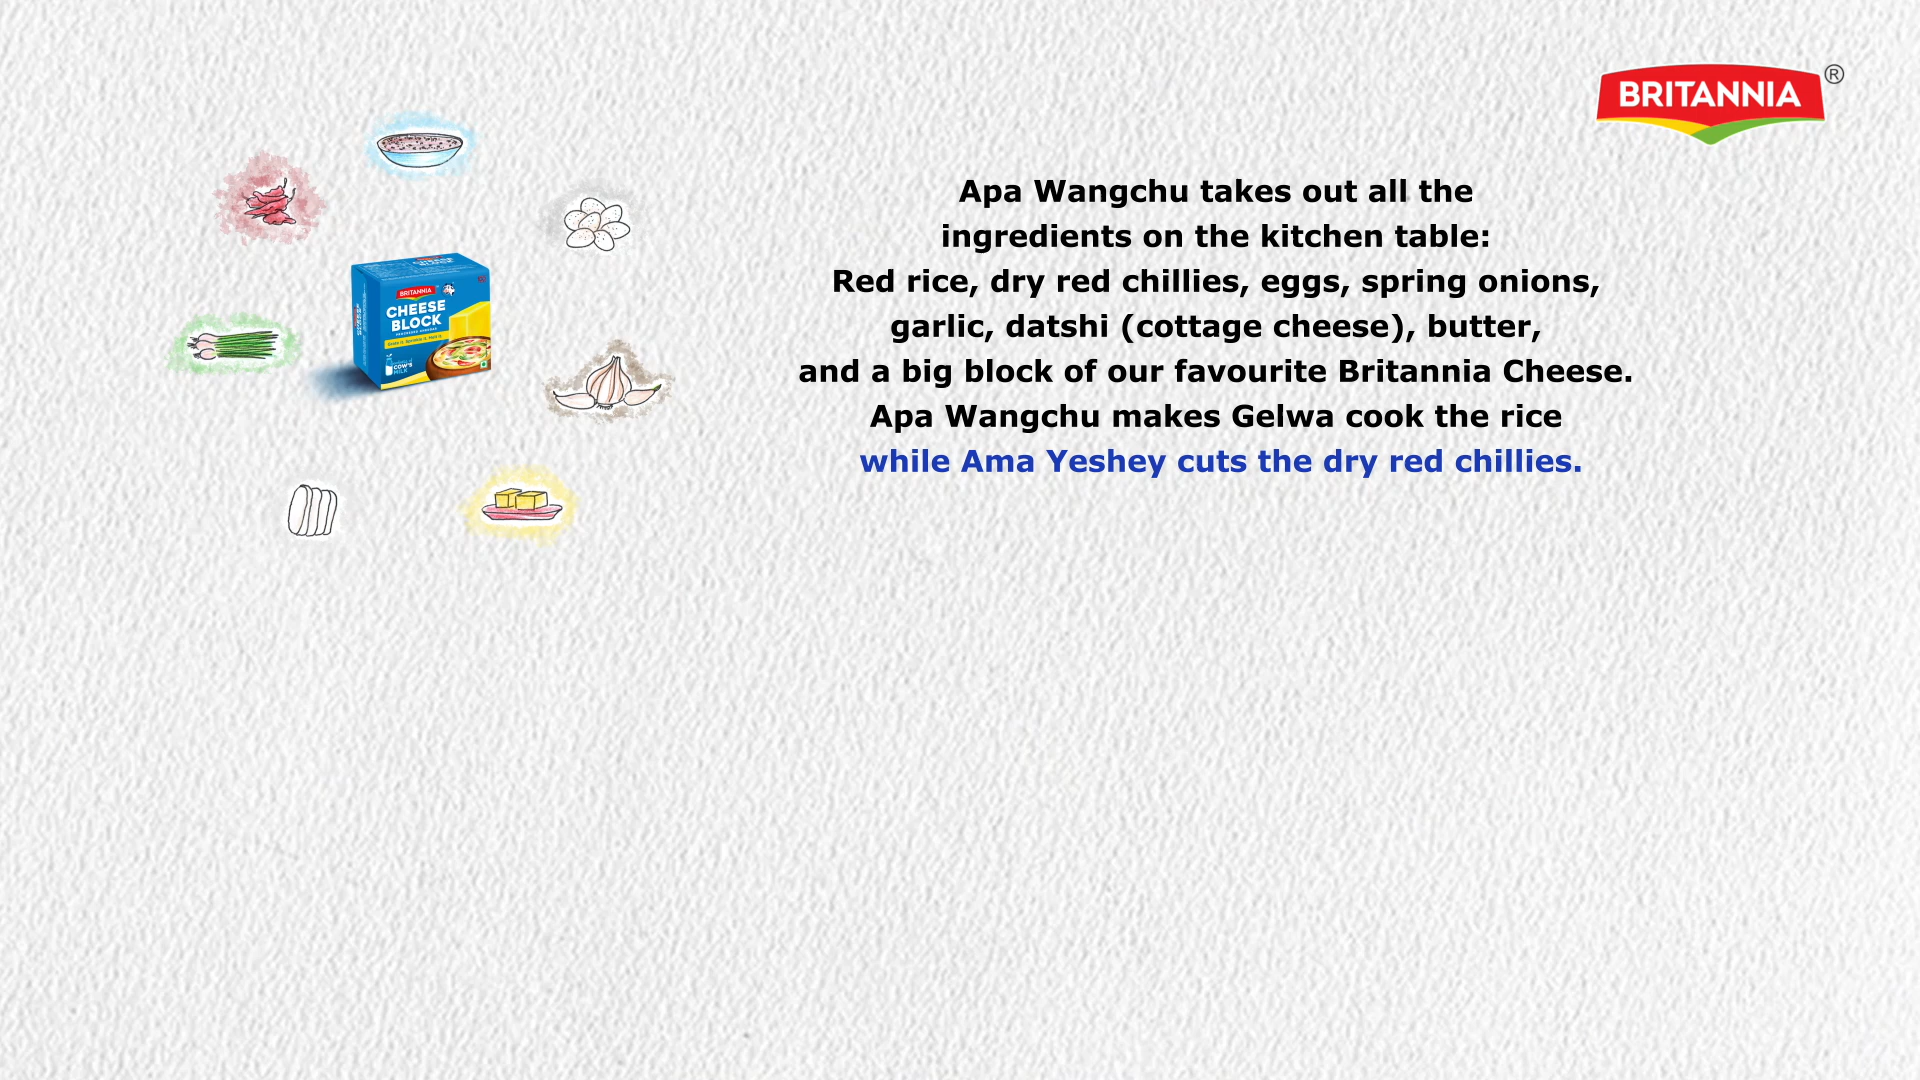 BRITANNIA ®
Apa Wangchu takes out all the
ingredients on the kitchen table:
Red rice, dry red chillies, eggs, spring onions,
garlic, datshi (cottage cheese), butter,
and a big block of our favourite Britannia Cheese.
Apa Wangchu makes Gelwa cook the rice
while Ama Yeshey cuts the dry red chillies.
BRITANNIA
CHEESE
BLOCK
COW'S
MILK